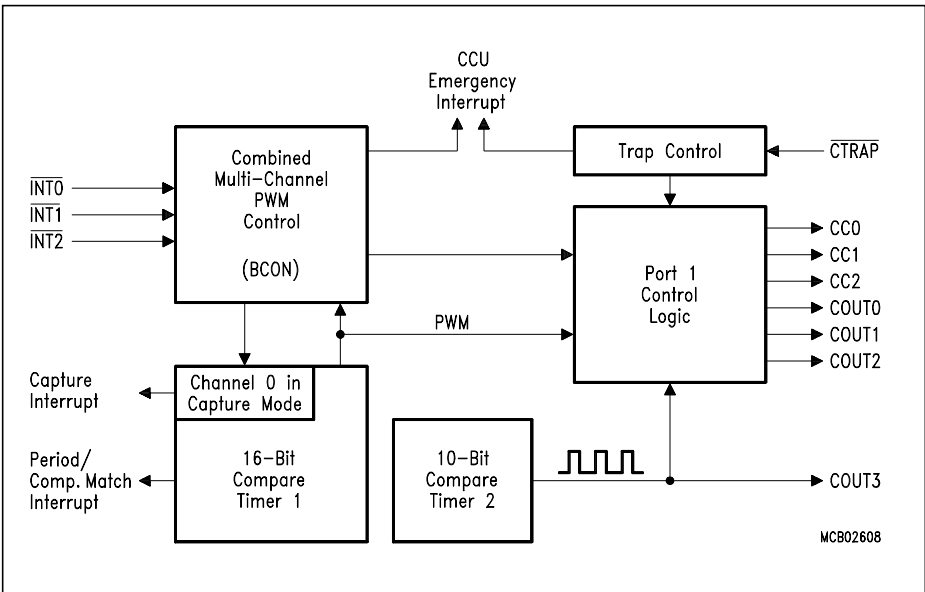 CCU
Emergency
Interrupt
Combined
Multi-Channel
PWM
Control
(BCON)
Trap Control
CTRAP
INT0
INT1
INT2
Port 1
Control
Logic
CC0
CC1
CC2
COUT0
COUT1
COUT2
PWM
Capture
Interrupt
Channel 0 in
Capture Mode
Period/
Comp. Match
Interrupt
16-Bit
Compare
Timer 1
10-Bit
Compare
Timer 2
COUT3
MCB02608